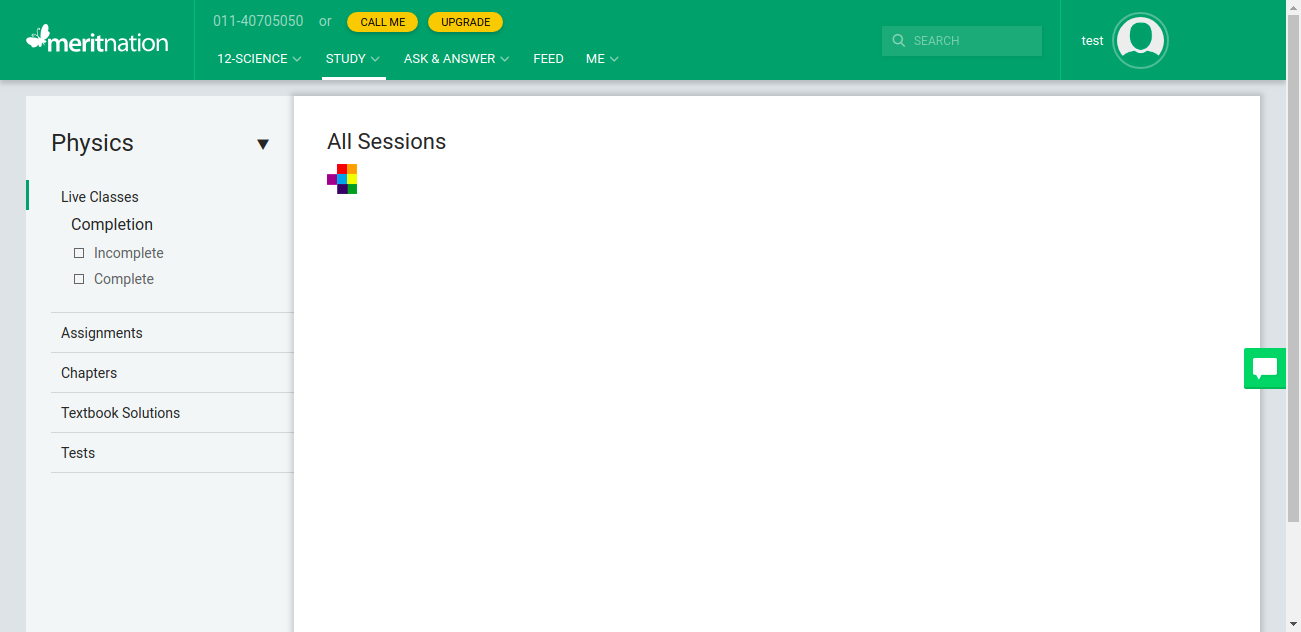 meritnation
011-40705050 or CALL ME UPGRADE
12-SCIENCE STUDY ASK & ANSWER FEED ME
SEARCH
test
Physics
Live Classes
Completion
Incomplete
Complete
Assignments
Chapters
Textbook Solutions
Tests
All Sessions